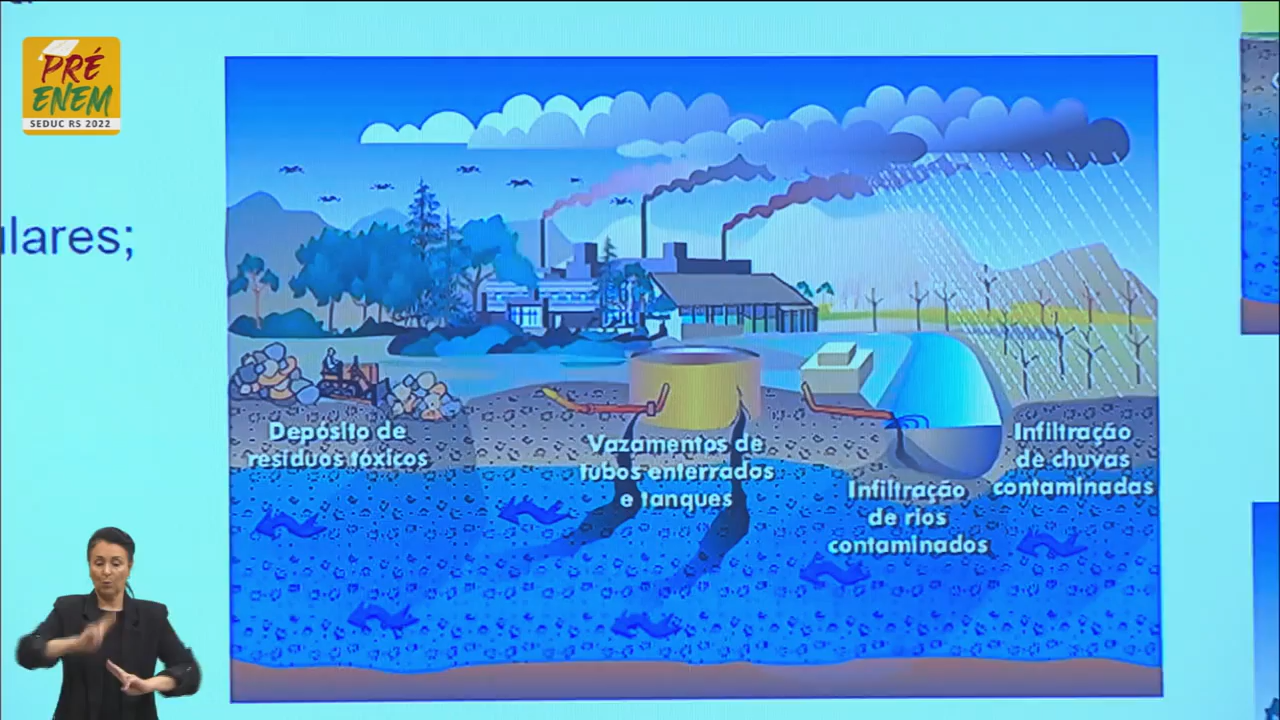 PRÉ
ENEM
SEDUC RS 2022
ulares;
Depósito de
resíduos tóxicos
Vazamentos de
tubos enterrados
e tanques
Infiltração
de rios
contaminados
Infiltração
de chuvas
contaminadas